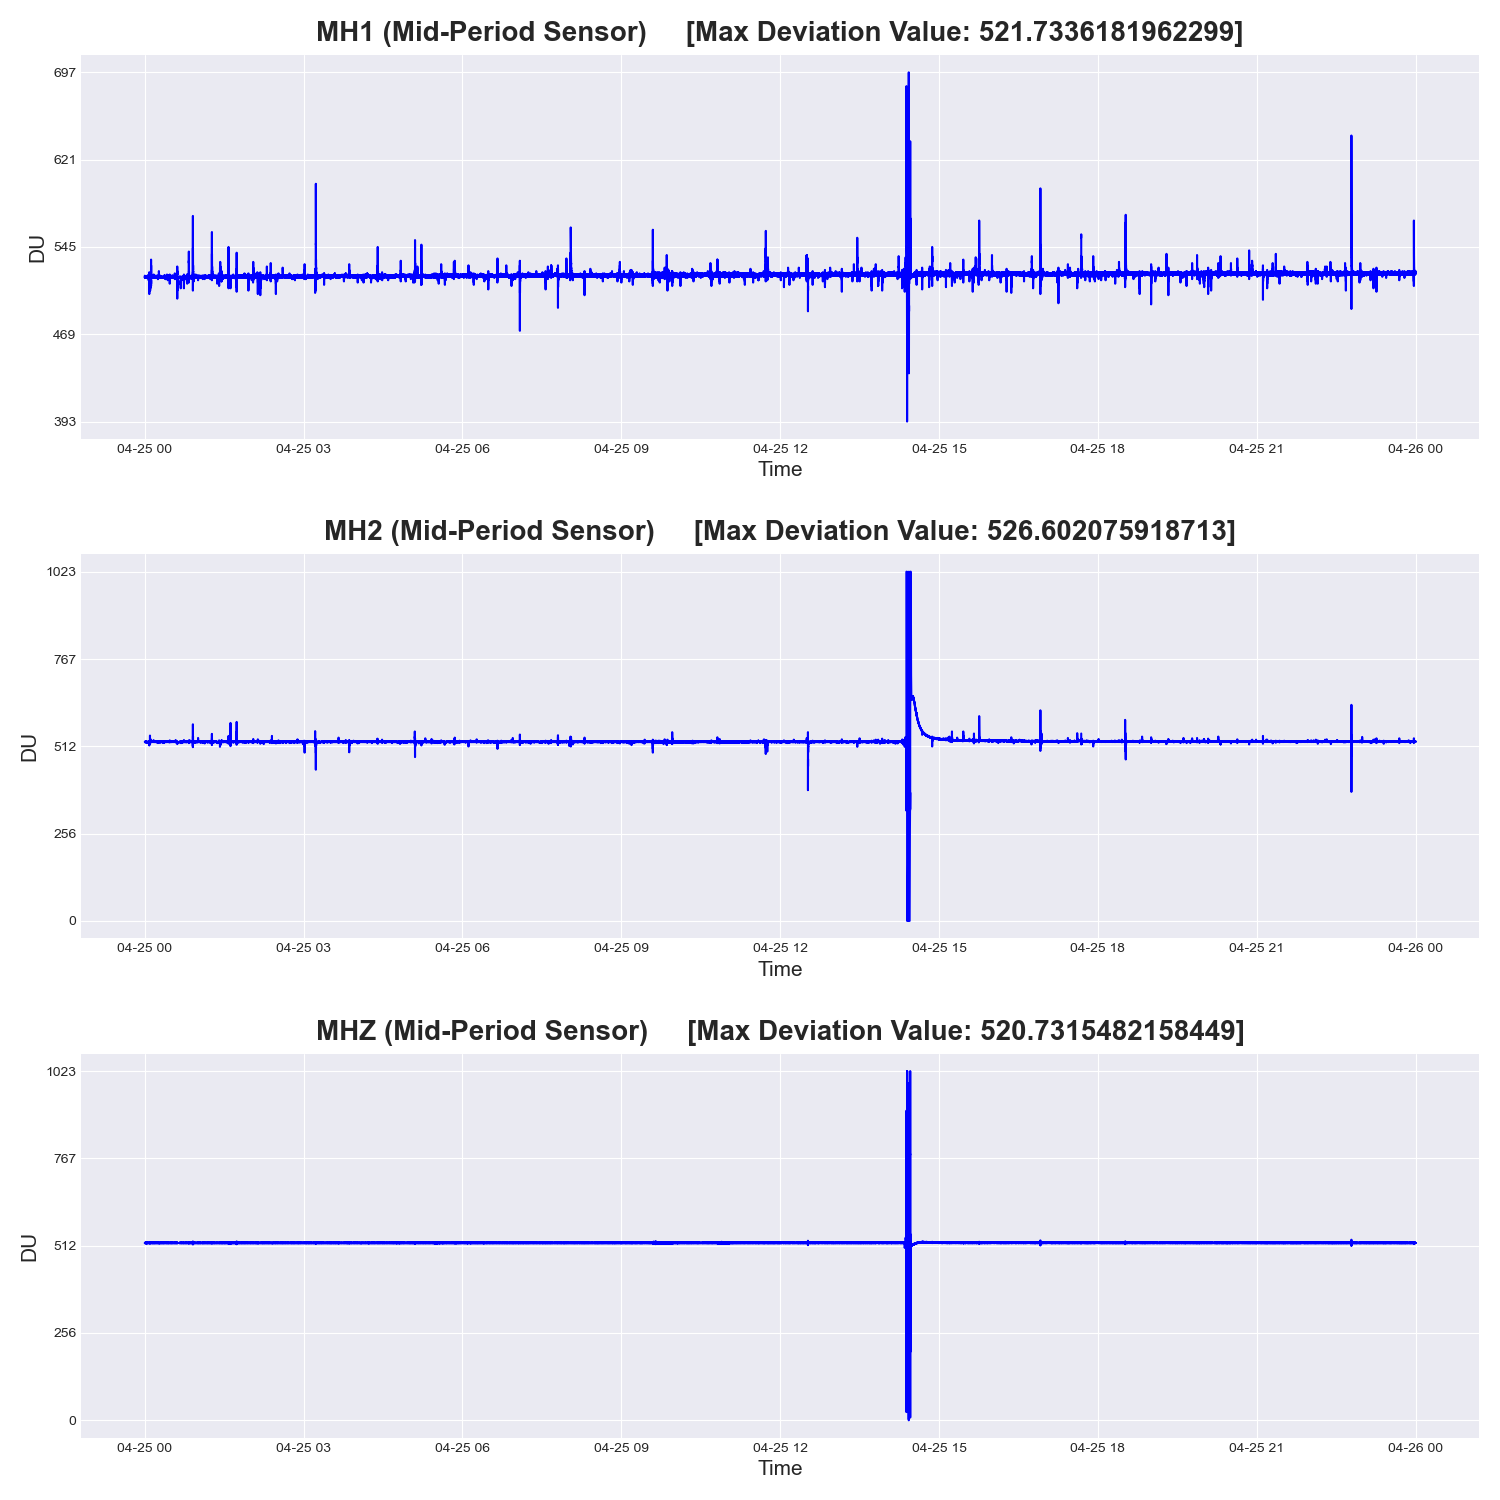 MH1 (Mid-Period Sensor) [Max Deviation Value: 521.7336181962299]
697
621
545
469
393
DU
04-25 00 04-25 03 04-25 06 04-25 09 04-25 12 04-25 15 04-25 18 04-25 21 04-26 00
Time
MH2 (Mid-Period Sensor) [Max Deviation Value: 526.602075918713]
1023
767
512
256
0
DU
04-25 00 04-25 03 04-25 06 04-25 09 04-25 12 04-25 15 04-25 18 04-25 21 04-26 00
Time
MHZ (Mid-Period Sensor) [Max Deviation Value: 520.7315482158449]
1023
767
512
256
0
DU
04-25 00 04-25 03 04-25 06 04-25 09 04-25 12 04-25 15 04-25 18 04-25 21 04-26 00
Time